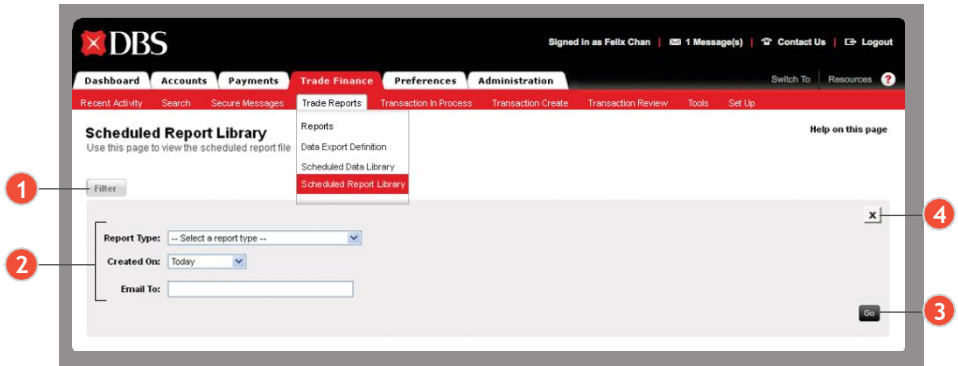 DBS
Signed in as Felix Chan | 1 Message(s) | Contact Us | Logout
Dashboard Accounts Payments Trade Finance Preferences Administration
Switch To | Resources ?
Recent Activity Search Secure Messages Trade Reports Transaction In Process Transaction Create Transaction Review Tools Set Up
Scheduled Report Library
Help on this page
Use this page to view the scheduled report file
Reports
Data Export Definition
Scheduled Data Library
Scheduled Report Library
1
Filter
x
4
Report Type: -- Select a report type --
2
Created On: Today
Email To:
Go
3